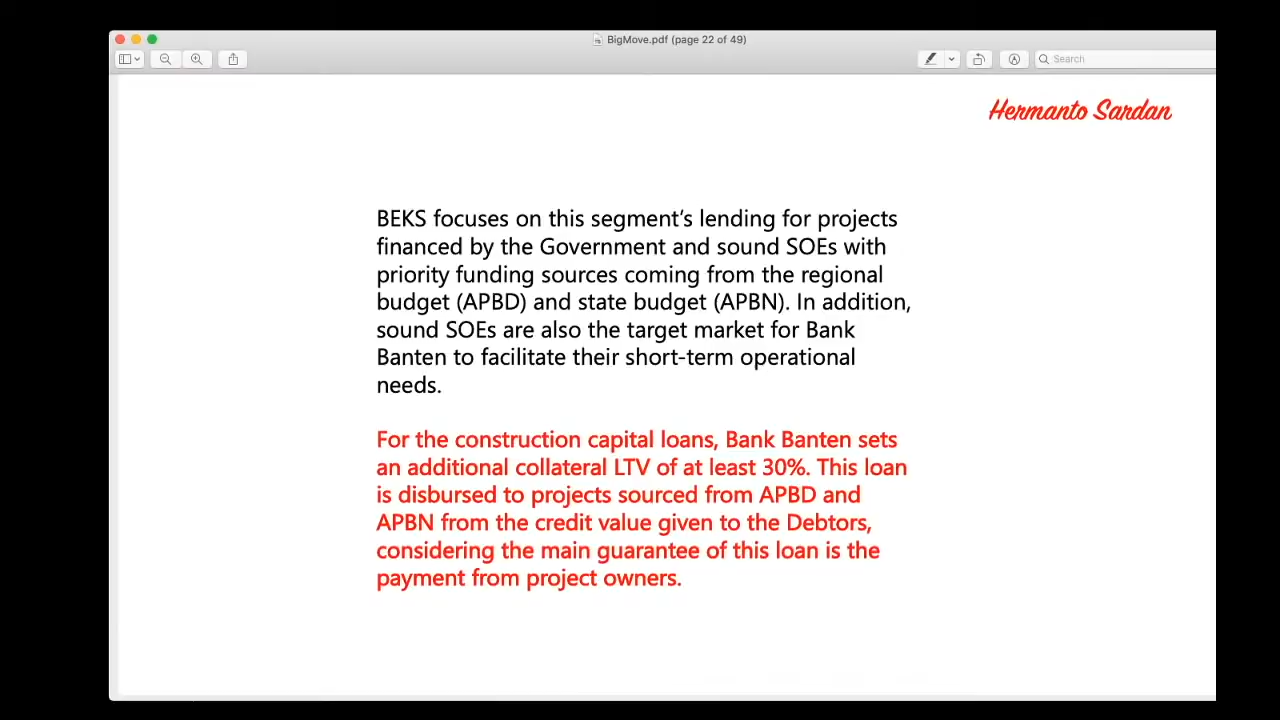 BigMove.pdf (page 22 of 49)
Search
Hermanto Sardan
BEKS focuses on this segment's lending for projects
financed by the Government and sound SOEs with
priority funding sources coming from the regional
budget (APBD) and state budget (APBN). In addition,
sound SOEs are also the target market for Bank
Banten to facilitate their short-term operational
needs.
For the construction capital loans, Bank Banten sets
an additional collateral LTV of at least 30%. This loan
is disbursed to projects sourced from APBD and
APBN from the credit value given to the Debtors,
considering the main guarantee of this loan is the
payment from project owners.